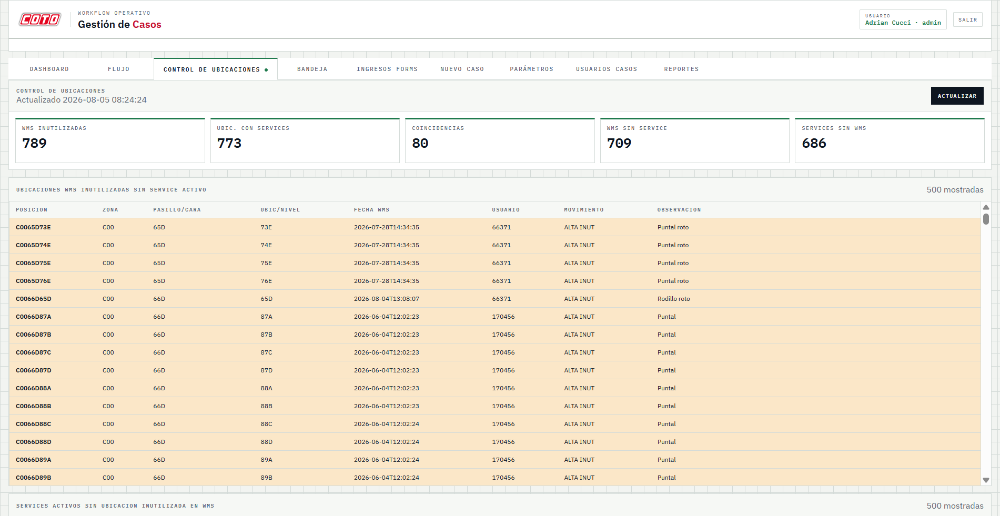 COTO
WORKFLOW OPERATIVO
Gestión de Casos
USUARIO
Adrian Cucci · admin
SALIR
DASHBOARD FLUJO CONTROL DE UBICACIONES BANDEJA INGRESOS FORMS NUEVO CASO PARÁMETROS USUARIOS CASOS REPORTES
CONTROL DE UBICACIONES
Actualizado 2026-08-05 08:24:24
ACTUALIZAR
WMS INUTILIZADAS
789
UBIC. CON SERVICES
773
COINCIDENCIAS
80
WMS SIN SERVICE
709
SERVICES SIN WMS
686
UBICACIONES WMS INUTILIZADAS SIN SERVICE ACTIVO
500 mostradas
POSICION ZONA PASILLO/CARA UBIC/NIVEL FECHA WMS USUARIO MOVIMIENTO OBSERVACION
C0065D73E C00 65D 73E 2026-07-28T14:34:35 66371 ALTA INUT Puntal roto
C0065D74E C00 65D 74E 2026-07-28T14:34:35 66371 ALTA INUT Puntal roto
C0065D75E C00 65D 75E 2026-07-28T14:34:35 66371 ALTA INUT Puntal roto
C0065D76E C00 65D 76E 2026-07-28T14:34:35 66371 ALTA INUT Puntal roto
C0066D65D C00 66D 65D 2026-08-04T13:08:07 66371 ALTA INUT Rodillo roto
C0066D87A C00 66D 87A 2026-06-04T12:02:23 170456 ALTA INUT Puntal
C0066D87B C00 66D 87B 2026-06-04T12:02:23 170456 ALTA INUT Puntal
C0066D87C C00 66D 87C 2026-06-04T12:02:23 170456 ALTA INUT Puntal
C0066D87D C00 66D 87D 2026-06-04T12:02:23 170456 ALTA INUT Puntal
C0066D88A C00 66D 88A 2026-06-04T12:02:23 170456 ALTA INUT Puntal
C0066D88B C00 66D 88B 2026-06-04T12:02:23 170456 ALTA INUT Puntal
C0066D88C C00 66D 88C 2026-06-04T12:02:24 170456 ALTA INUT Puntal
C0066D88D C00 66D 88D 2026-06-04T12:02:24 170456 ALTA INUT Puntal
C0066D89A C00 66D 89A 2026-06-04T12:02:24 170456 ALTA INUT Puntal
C0066D89B C00 66D 89B 2026-06-04T12:02:24 170456 ALTA INUT Puntal
SERVICES ACTIVOS SIN UBICACION INUTILIZADA EN WMS
500 mostradas